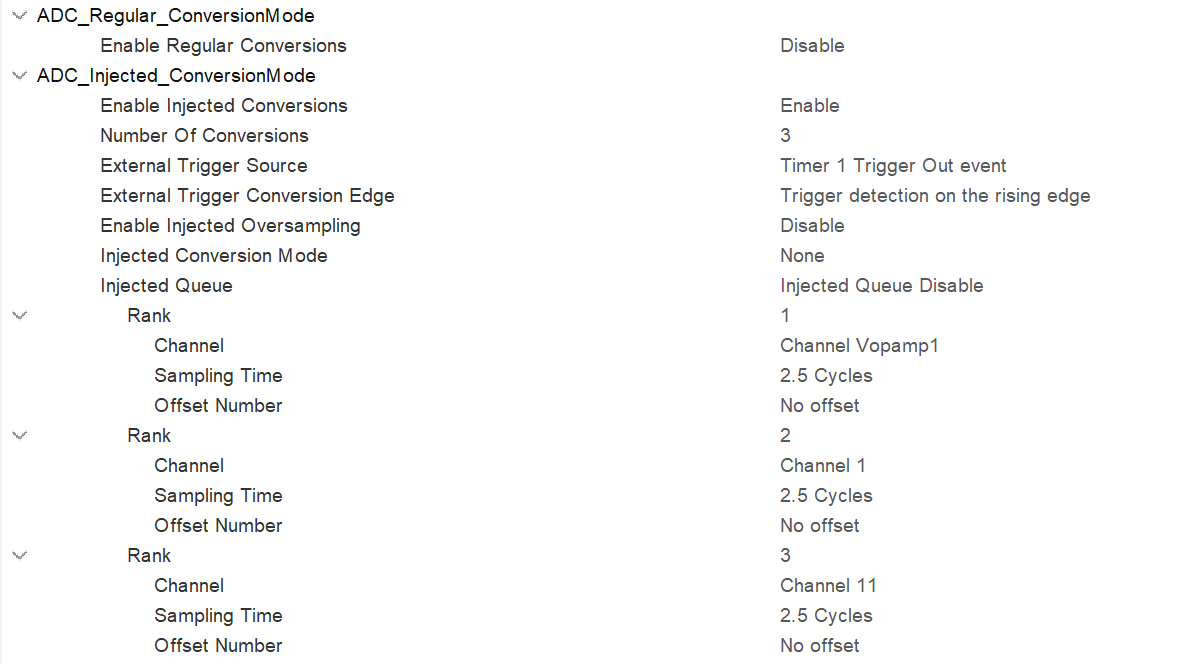 ADC_Regular_ConversionMode
Enable Regular Conversions Disable
ADC_Injected_ConversionMode
Enable Injected Conversions Enable
Number Of Conversions 3
External Trigger Source Timer 1 Trigger Out event
External Trigger Conversion Edge Trigger detection on the rising edge
Enable Injected Oversampling Disable
Injected Conversion Mode None
Injected Queue Injected Queue Disable
Rank 1
Channel Channel Vopamp1
Sampling Time 2.5 Cycles
Offset Number No offset
Rank 2
Channel Channel 1
Sampling Time 2.5 Cycles
Offset Number No offset
Rank 3
Channel Channel 11
Sampling Time 2.5 Cycles
Offset Number No offset